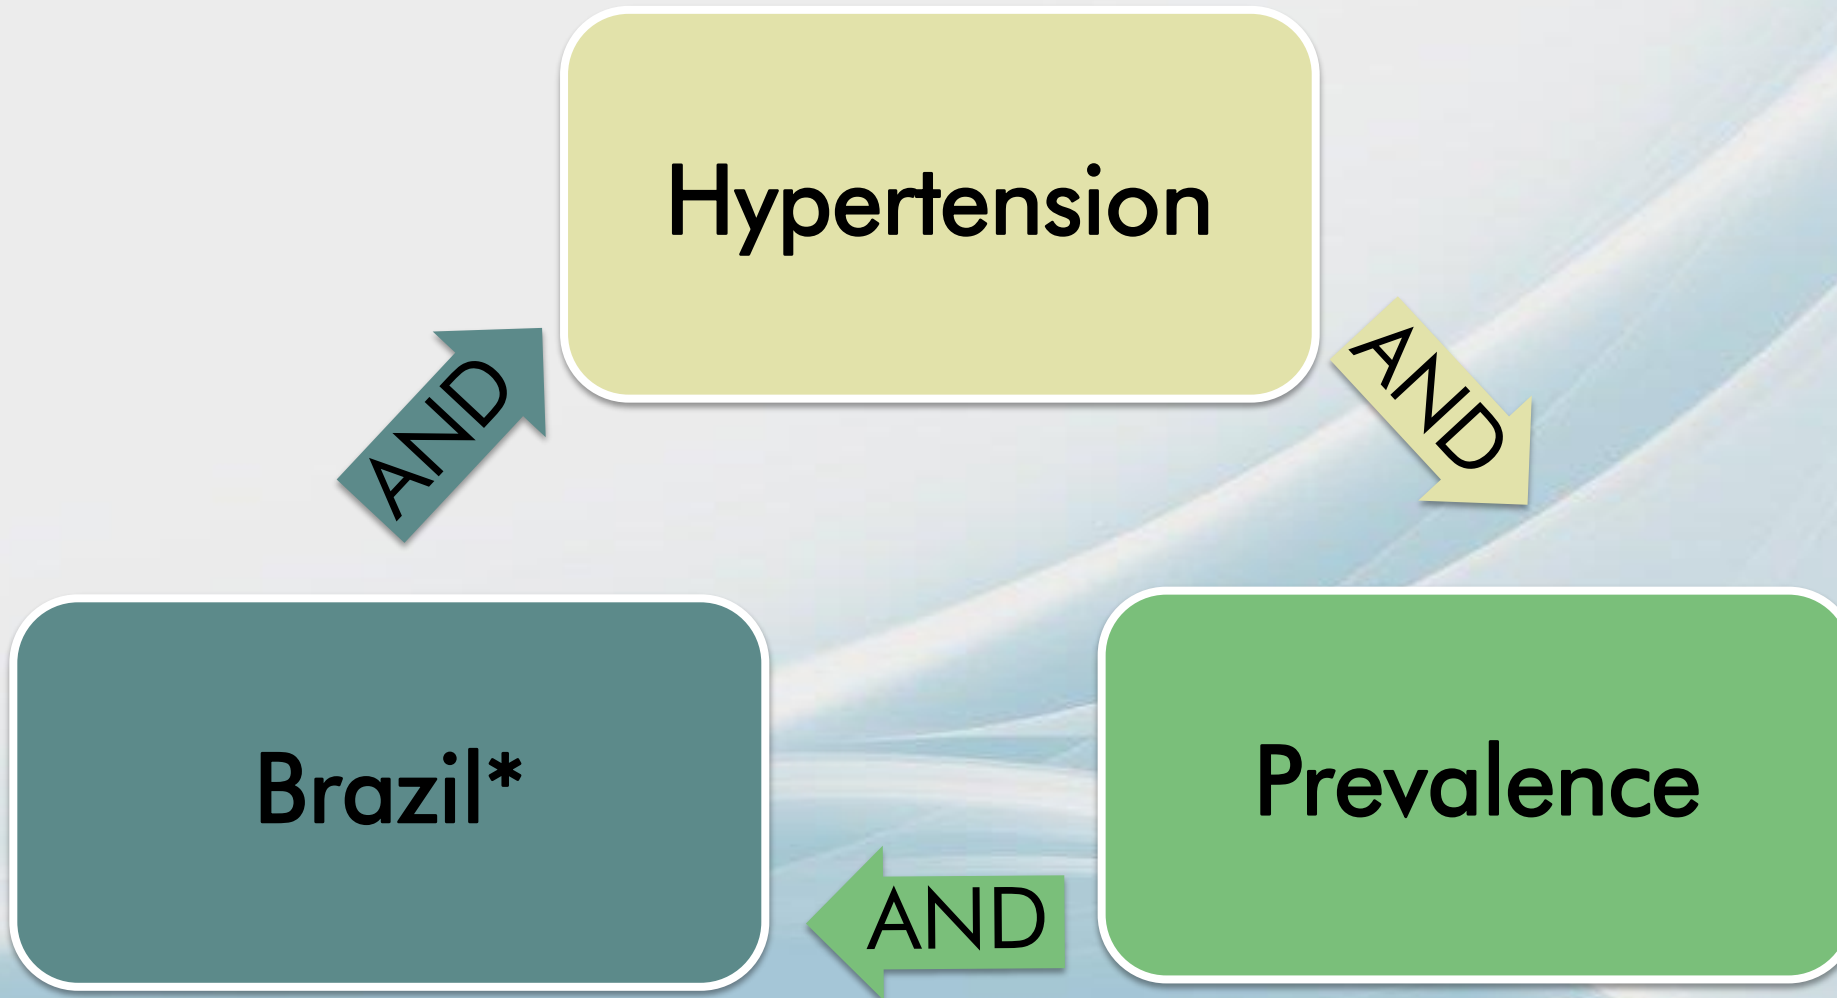 Hypertension
AND
AND
Brazil*
Prevalence
AND